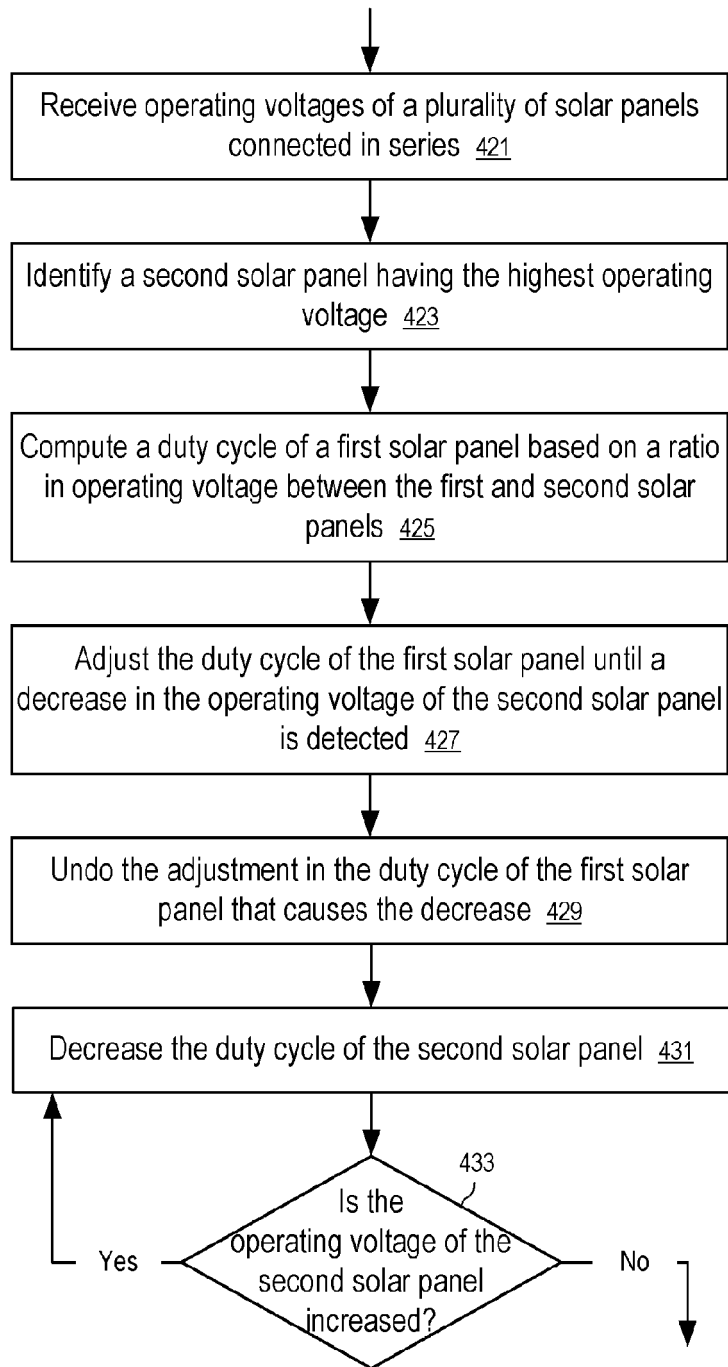 Receive operating voltages of a plurality of solar panels
connected in series 421
Identify a second solar panel having the highest operating
voltage 423
Compute a duty cycle of a first solar panel based on a ratio
in operating voltage between the first and second solar
panels 425
Adjust the duty cycle of the first solar panel until a
decrease in the operating voltage of the second solar panel
is detected 427
Undo the adjustment in the duty cycle of the first solar
panel that causes the decrease 429
Decrease the duty cycle of the second solar panel 431
433
Is the
operating voltage of the
second solar panel
increased?
Yes
No